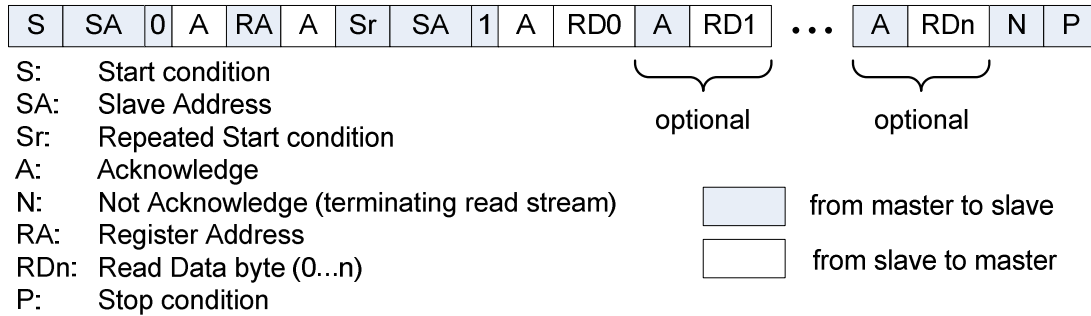 S SA 0 A RA A Sr SA 1 A RD0 A RD1 ... A RDn N P
optional optional
S: Start condition
SA: Slave Address
Sr: Repeated Start condition
A: Acknowledge
N: Not Acknowledge (terminating read stream)
RA: Register Address
RDn: Read Data byte (0...n)
P: Stop condition
from master to slave
from slave to master